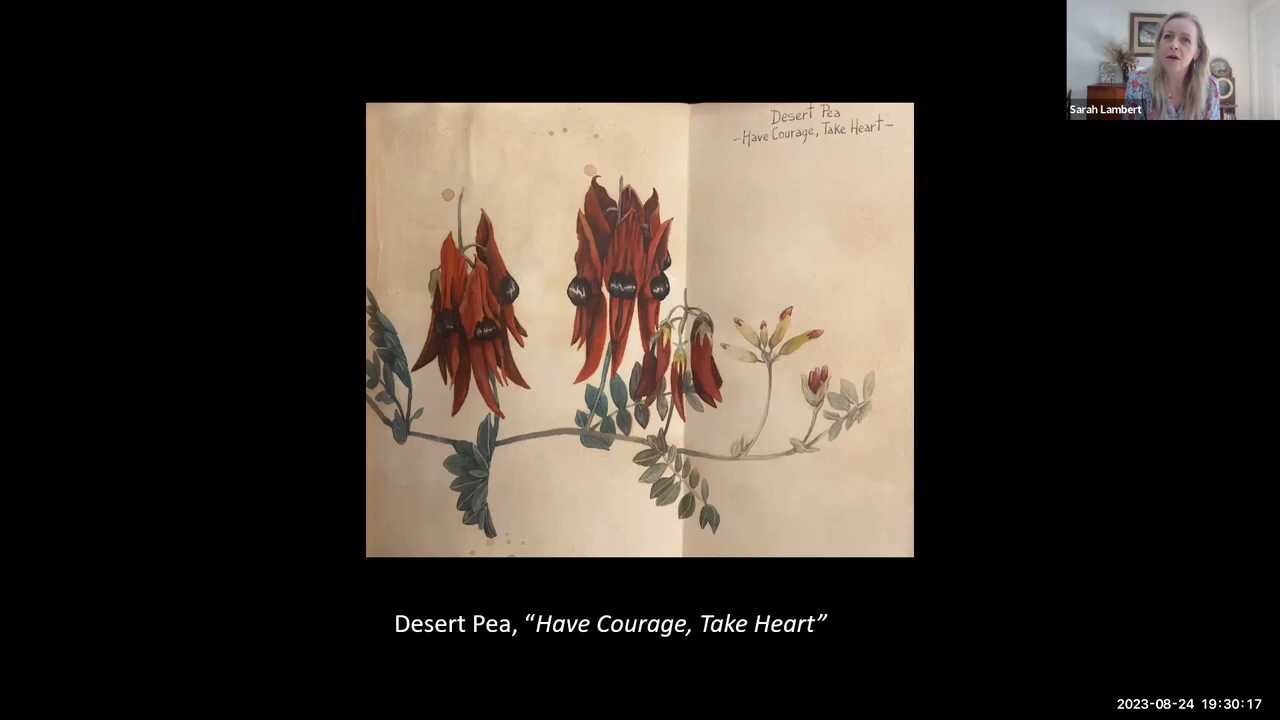 Sarah Lambert
Desert Pea
~Have Courage, Take Heart~
Desert Pea, “Have Courage, Take Heart”
2023-08-24 19:30:17